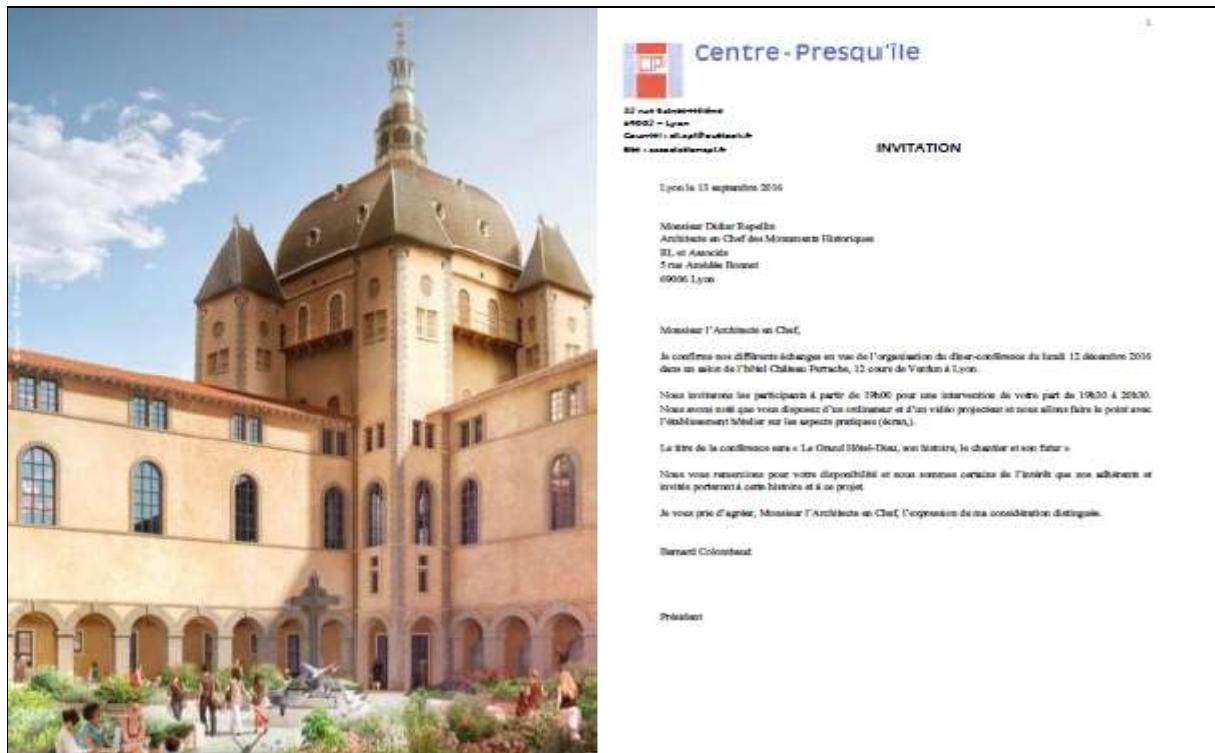 Centre-Presqu'île
69002 – Lyon
INVITATION
Lyon le 13 septembre 2016
Monsieur Didier Repellin
Architecte en Chef des Monuments Historiques
RL et Associés
5 rue Amédée Bonnet
69006 Lyon
Monsieur l'Architecte en Chef,
Je confirme nos différents échanges en vue de l'organisation du dîner-conférence du lundi 12 décembre 2016
dans un salon de l'hôtel Château Perrache, 12 cours de Verdun à Lyon.
Nous inviterons les participants à partir de 19h00 pour une intervention de votre part de 19h30 à 20h30.
Nous avons noté que vous disposez d'un ordinateur et d'un vidéo projecteur et nous allons faire le point avec
l'établissement hôtelier sur les aspects pratiques (écran,).
Le titre de la conférence sera « Le Grand Hôtel-Dieu, son histoire, le chantier et son futur »
Nous vous remercions pour votre disponibilité et nous sommes certains de l'intérêt que nos adhérents et
invités porteront à cette histoire et à ce projet.
Je vous prie d'agréer, Monsieur l'Architecte en Chef, l'expression de ma considération distinguée.
Bernard Colombaud
Président